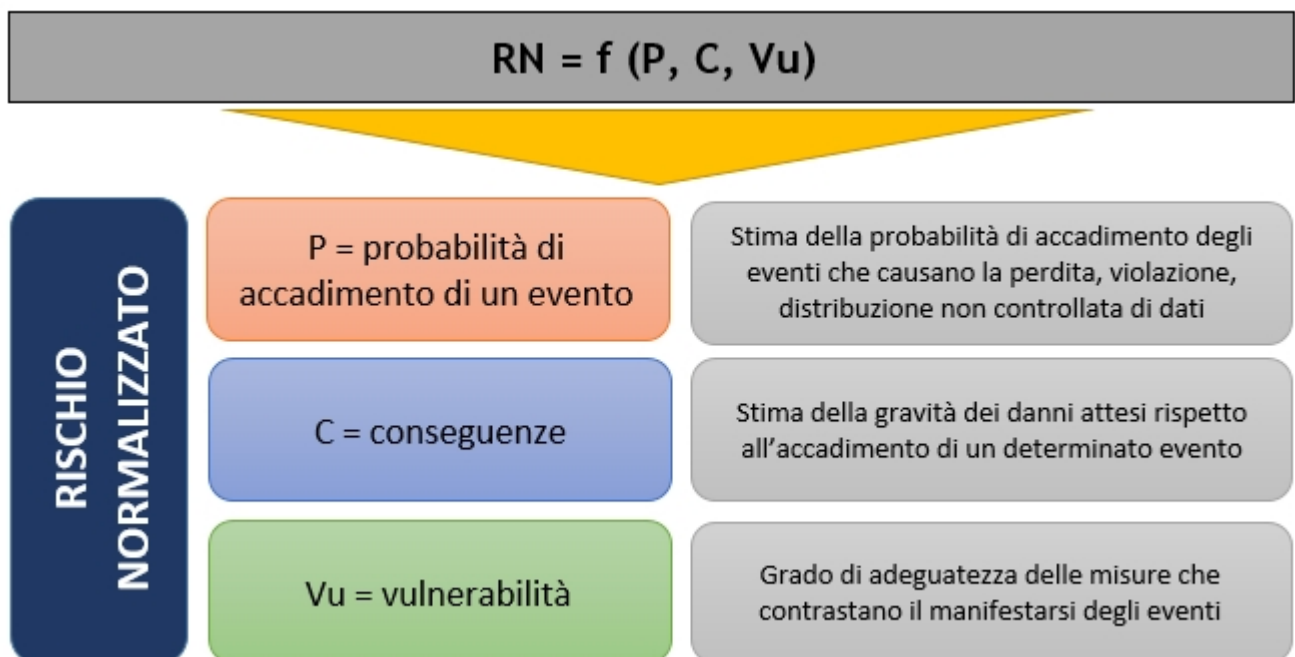 RN = f (P, C, Vu)
RISCHIO
NORMALIZZATO
P = probabilità di
accadimento di un evento
Stima della probabilità di accadimento degli
eventi che causano la perdita, violazione,
distribuzione non controllata di dati
C = conseguenze
Stima della gravità dei danni attesi rispetto
all’accadimento di un determinato evento
Vu = vulnerabilità
Grado di adeguatezza delle misure che
contrastano il manifestarsi degli eventi